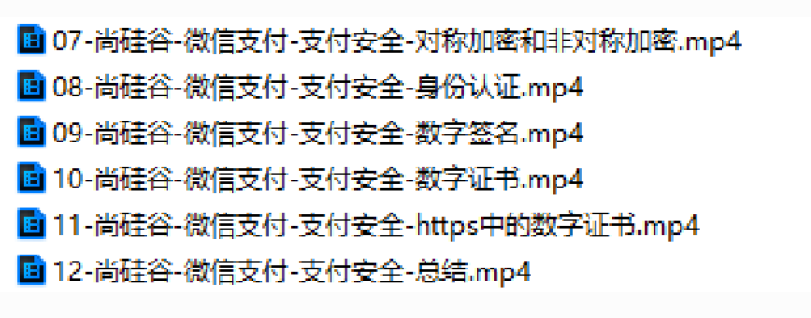 07-尚硅谷-微信支付-支付安全-对称加密和非对称加密.mp4
08-尚硅谷-微信支付-支付安全-身份认证.mp4
09-尚硅谷-微信支付-支付安全-数字签名.mp4
10-尚硅谷-微信支付-支付安全-数字证书.mp4
11-尚硅谷-微信支付-支付安全-https中的数字证书.mp4
12-尚硅谷-微信支付-支付安全-总结.mp4